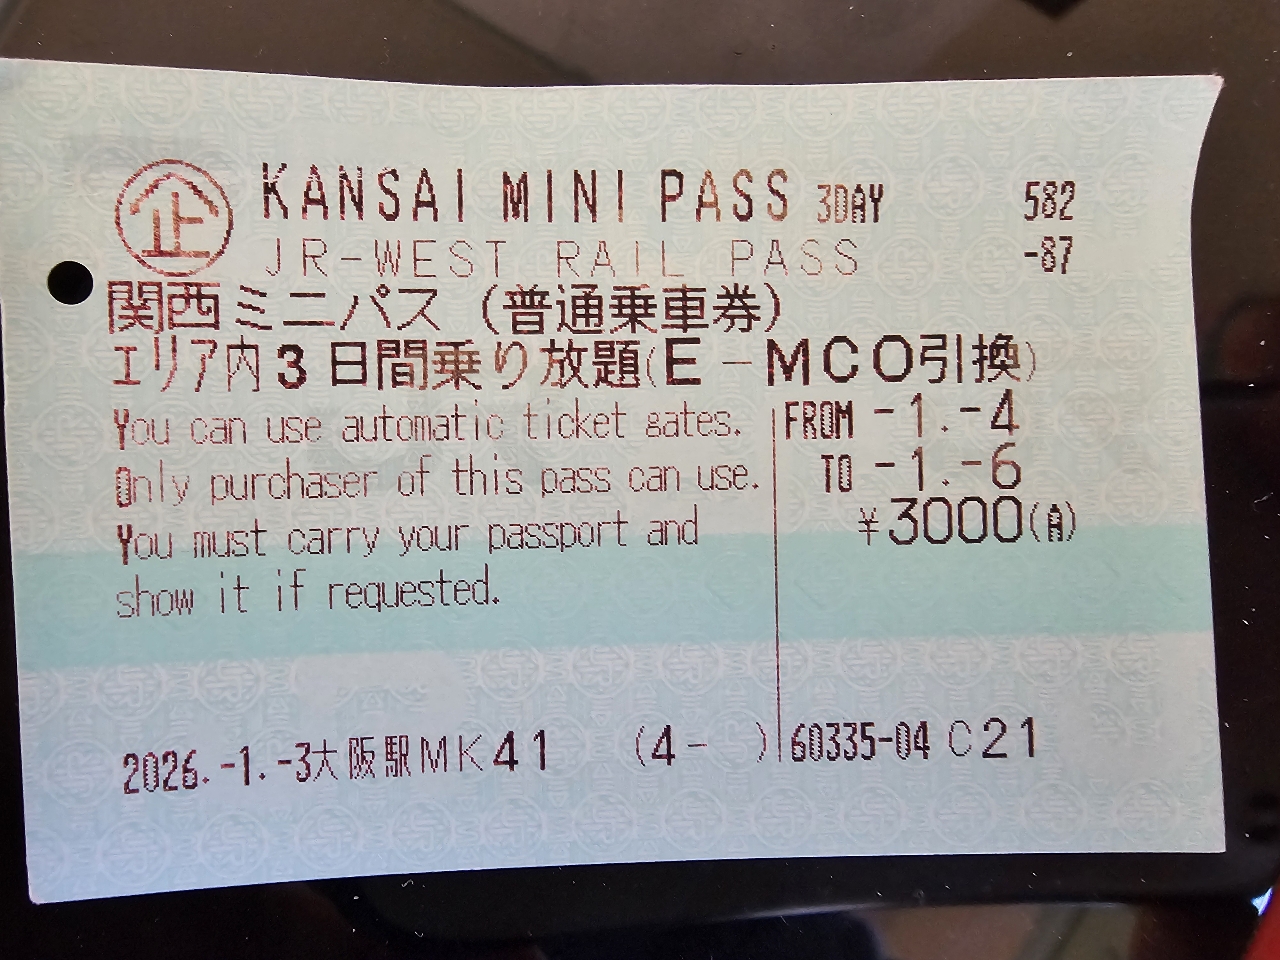 企 KANSAI MINI PASS 3DAY 582
JR-WEST RAIL PASS -87
関西ミニパス (普通乗車券)
エリア内3日間乗り放題(E-MCO引換)
You can use automatic ticket gates. FROM -1.-4
Only purchaser of this pass can use. TO -1.-6
You must carry your passport and ¥3000(自)
show it if requested.
2026.-1.-3大阪駅MK41 (4- ) 60335-04 C21